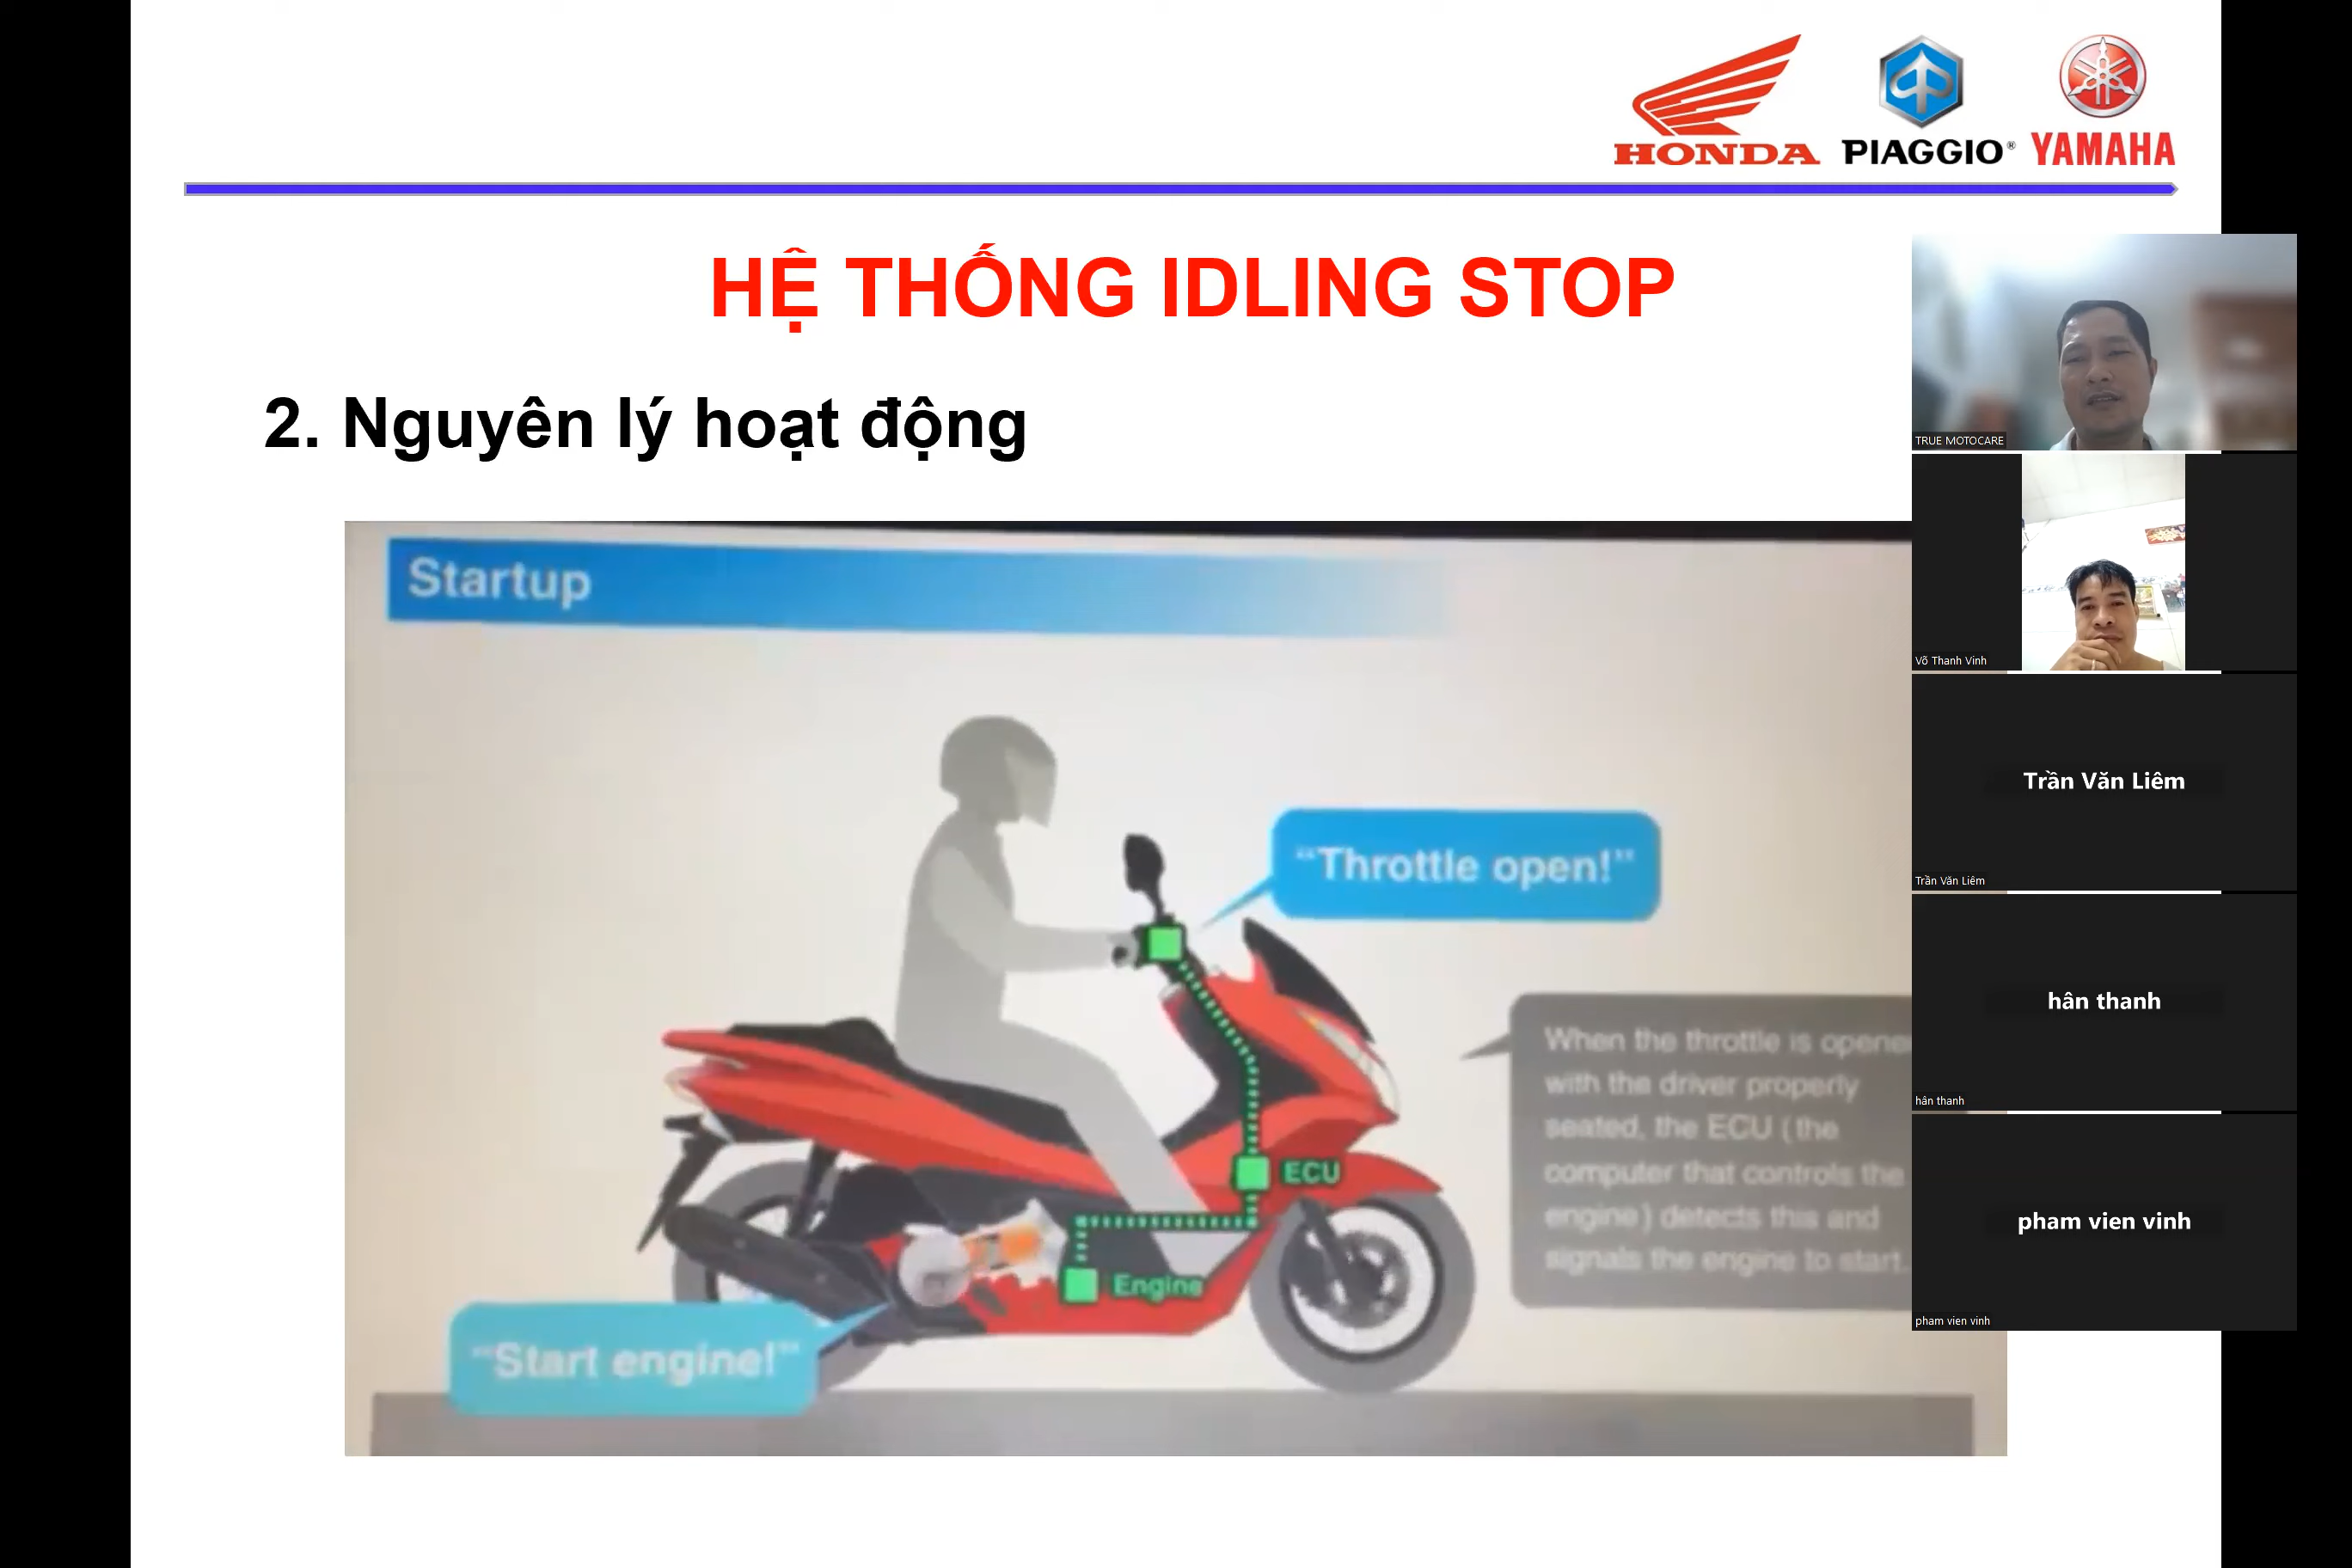 HONDA
PIAGGIO®
YAMAHA
HỆ THỐNG IDLING STOP
2. Nguyên lý hoạt động
Startup
"Throttle open!"
When the throttle is opene
with the driver properly
seated, the ECU (the
computer that controls the
engine) detects this and
signals the engine to start.
ECU
Engine
"Start engine!"
TRUE MOTOCARE
Võ Thanh Vinh
Trần Văn Liêm
Trần Văn Liêm
hân thanh
hân thanh
pham vien vinh
pham vien vinh